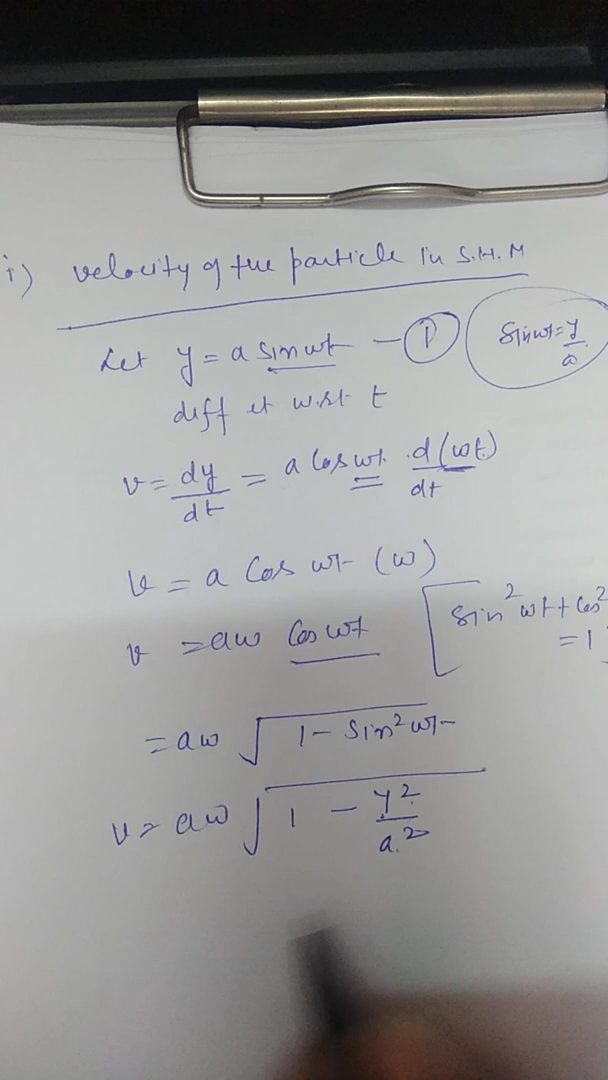 i) velocity of the particle in S.H.M
Let y = a sin ωt — ① sin ωt = y/a
diff et w.r.t t
v = dy/dt = a cos ωt . d(ωt)/dt
v = a cos ωt (ω)
v = aω cos ωt [sin² ωt + cos²
= 1]
= aω √(1 - sin² ωt)
v = aω √(1 - y²/a²)